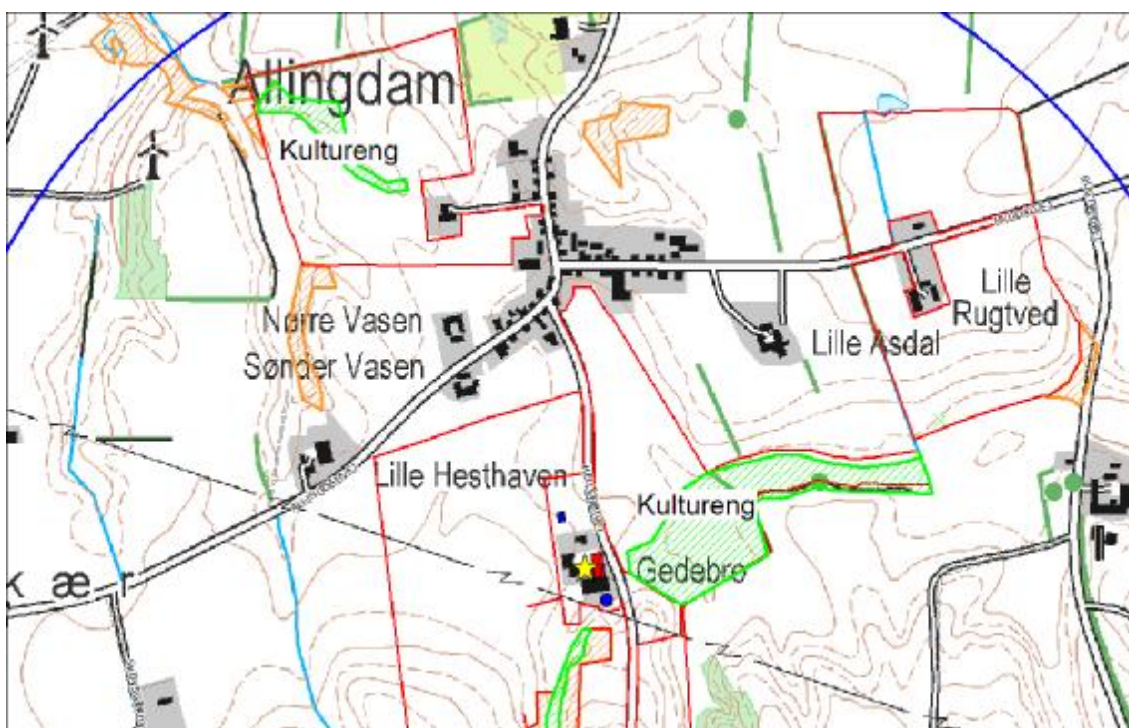 Allingdam
Kultureng
Nørre Vasen
Sønder Vasen
Lille
Rugtved
Lille Asdal
Lille Hesthaven
Kultureng
Gedebro
k æ r